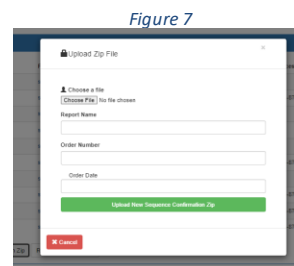 Figure 7
Upload Zip File
×
Choose a file
Choose File No file chosen
Report Name
Order Number
Order Date
Upload New Sequence Confirmation Zip
Zip
✖ Cancel